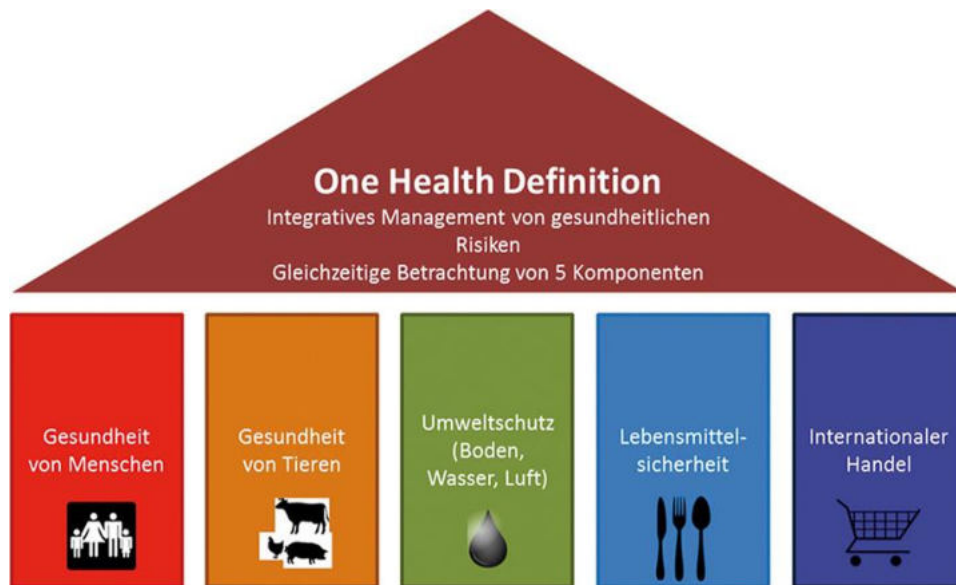 One Health Definition
Integratives Management von gesundheitlichen
Risiken
Gleichzeitige Betrachtung von 5 Komponenten
Gesundheit
von Menschen
Gesundheit
von Tieren
Umweltschutz
(Boden,
Wasser, Luft)
Lebensmittel-
sicherheit
Internationaler
Handel